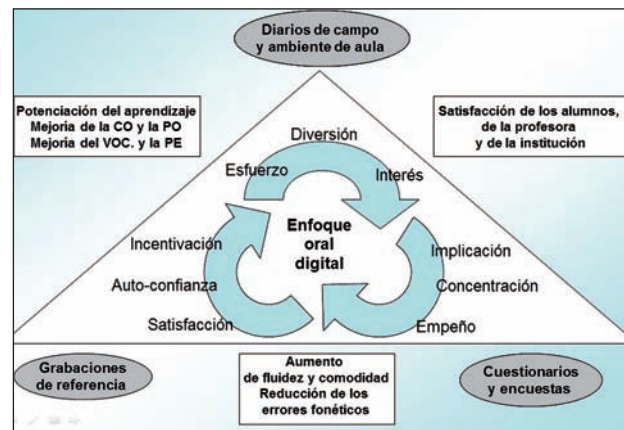 Diarios de campo
y ambiente de aula
Potenciación del aprendizaje
Mejoría de la CO y la PO
Mejoría del VOC. y la PE
Satisfacción de los alumnos,
de la profesora
y de la institución
Diversión
Esfuerzo
Interés
Enfoque
oral
digital
Incentivación
Implicación
Auto-confianza
Concentración
Satisfacción
Empeño
Grabaciones
de referencia
Aumento
de fluidez y comodidad
Reducción de los
errores fonéticos
Cuestionarios
y encuestas